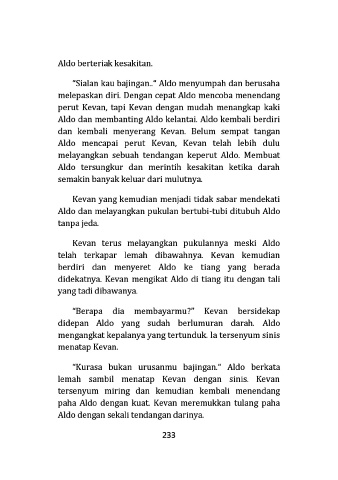 Aldo berteriak kesakitan.
"Sialan kau bajingan.." Aldo menyumpah dan berusaha
melepaskan diri. Dengan cepat Aldo mencoba menendang
perut Kevan, tapi Kevan dengan mudah menangkap kaki
Aldo dan membanting Aldo kelantai. Aldo kembali berdiri
dan kembali menyerang Kevan. Belum sempat tangan
Aldo mencapai perut Kevan, Kevan telah lebih dulu
melayangkan sebuah tendangan keperut Aldo. Membuat
Aldo tersungkur dan merintih kesakitan ketika darah
semakin banyak keluar dari mulutnya.
Kevan yang kemudian menjadi tidak sabar mendekati
Aldo dan melayangkan pukulan bertubi-tubi ditubuh Aldo
tanpa jeda.
Kevan terus melayangkan pukulannya meski Aldo
telah terkapar lemah dibawahnya. Kevan kemudian
berdiri dan menyeret Aldo ke tiang yang berada
didekatnya. Kevan mengikat Aldo di tiang itu dengan tali
yang tadi dibawanya.
"Berapa dia membayarmu?" Kevan bersidekap
didepan Aldo yang sudah berlumuran darah. Aldo
mengangkat kepalanya yang tertunduk. Ia tersenyum sinis
menatap Kevan.
"Kurasa bukan urusanmu bajingan." Aldo berkata
lemah sambil menatap Kevan dengan sinis. Kevan
tersenyum miring dan kemudian kembali menendang
paha Aldo dengan kuat. Kevan meremukkan tulang paha
Aldo dengan sekali tendangan darinya.
233